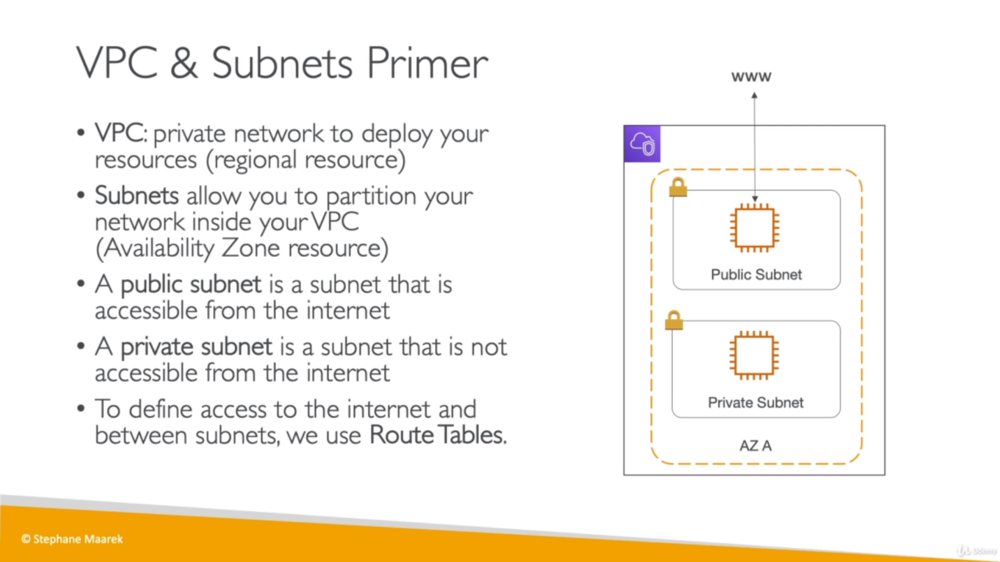 VPC & Subnets Primer
• VPC: private network to deploy your
resources (regional resource)
• Subnets allow you to partition your
network inside your VPC
(Availability Zone resource)
• A public subnet is a subnet that is
accessible from the internet
• A private subnet is a subnet that is not
accessible from the internet
• To define access to the internet and
between subnets, we use Route Tables.
www
Public Subnet
Private Subnet
AZ A
© Stephane Maarek
Udemy